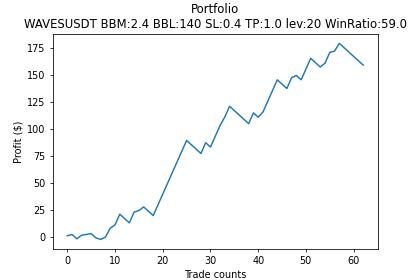 Portfolio
WAVESUSDT BBM:2.4 BBL:140 SL:0.4 TP:1.0 lev:20 WinRatio:59.0
175
150
125
100
75
50
25
0
Profit ($)
0 10 20 30 40 50 60
Trade counts